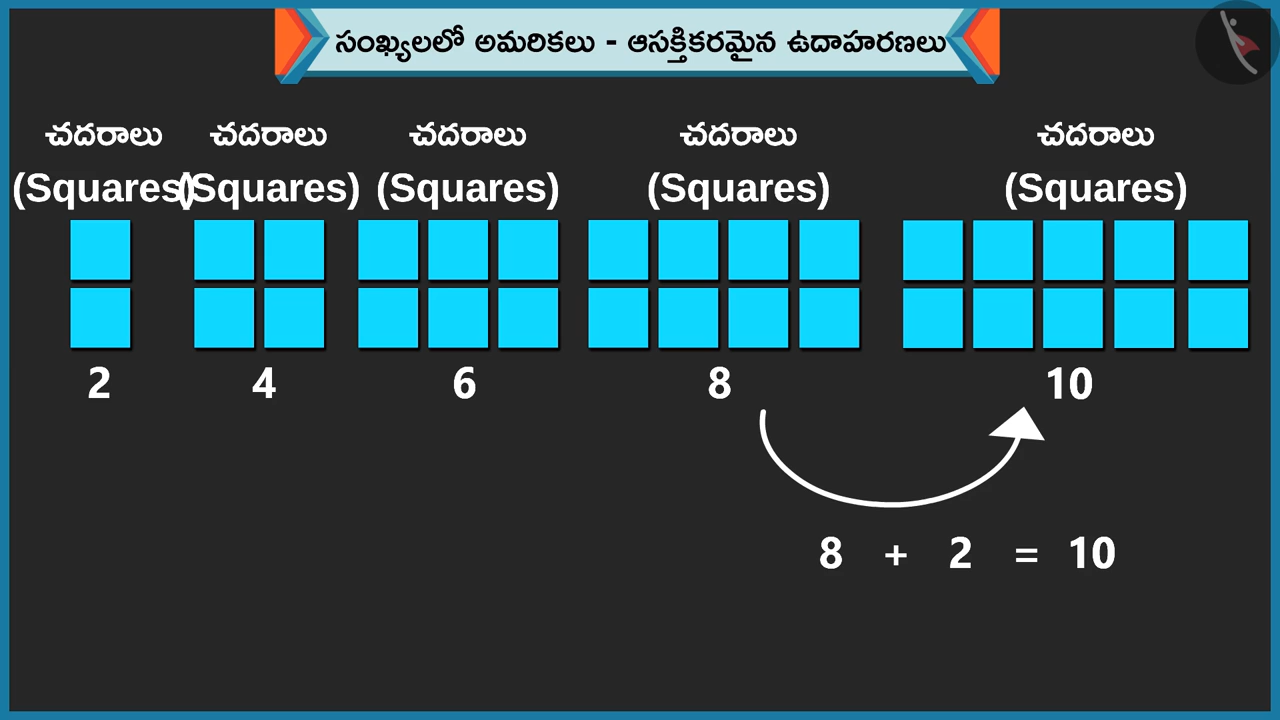 సంఖ్యలలో అమరికలు - ఆసక్తికరమైన ఉదాహరణలు
చదరాలు చదరాలు చదరాలు చదరాలు చదరాలు
(Squares) (Squares) (Squares) (Squares) (Squares)
2 4 6 8 10
8 + 2 = 10